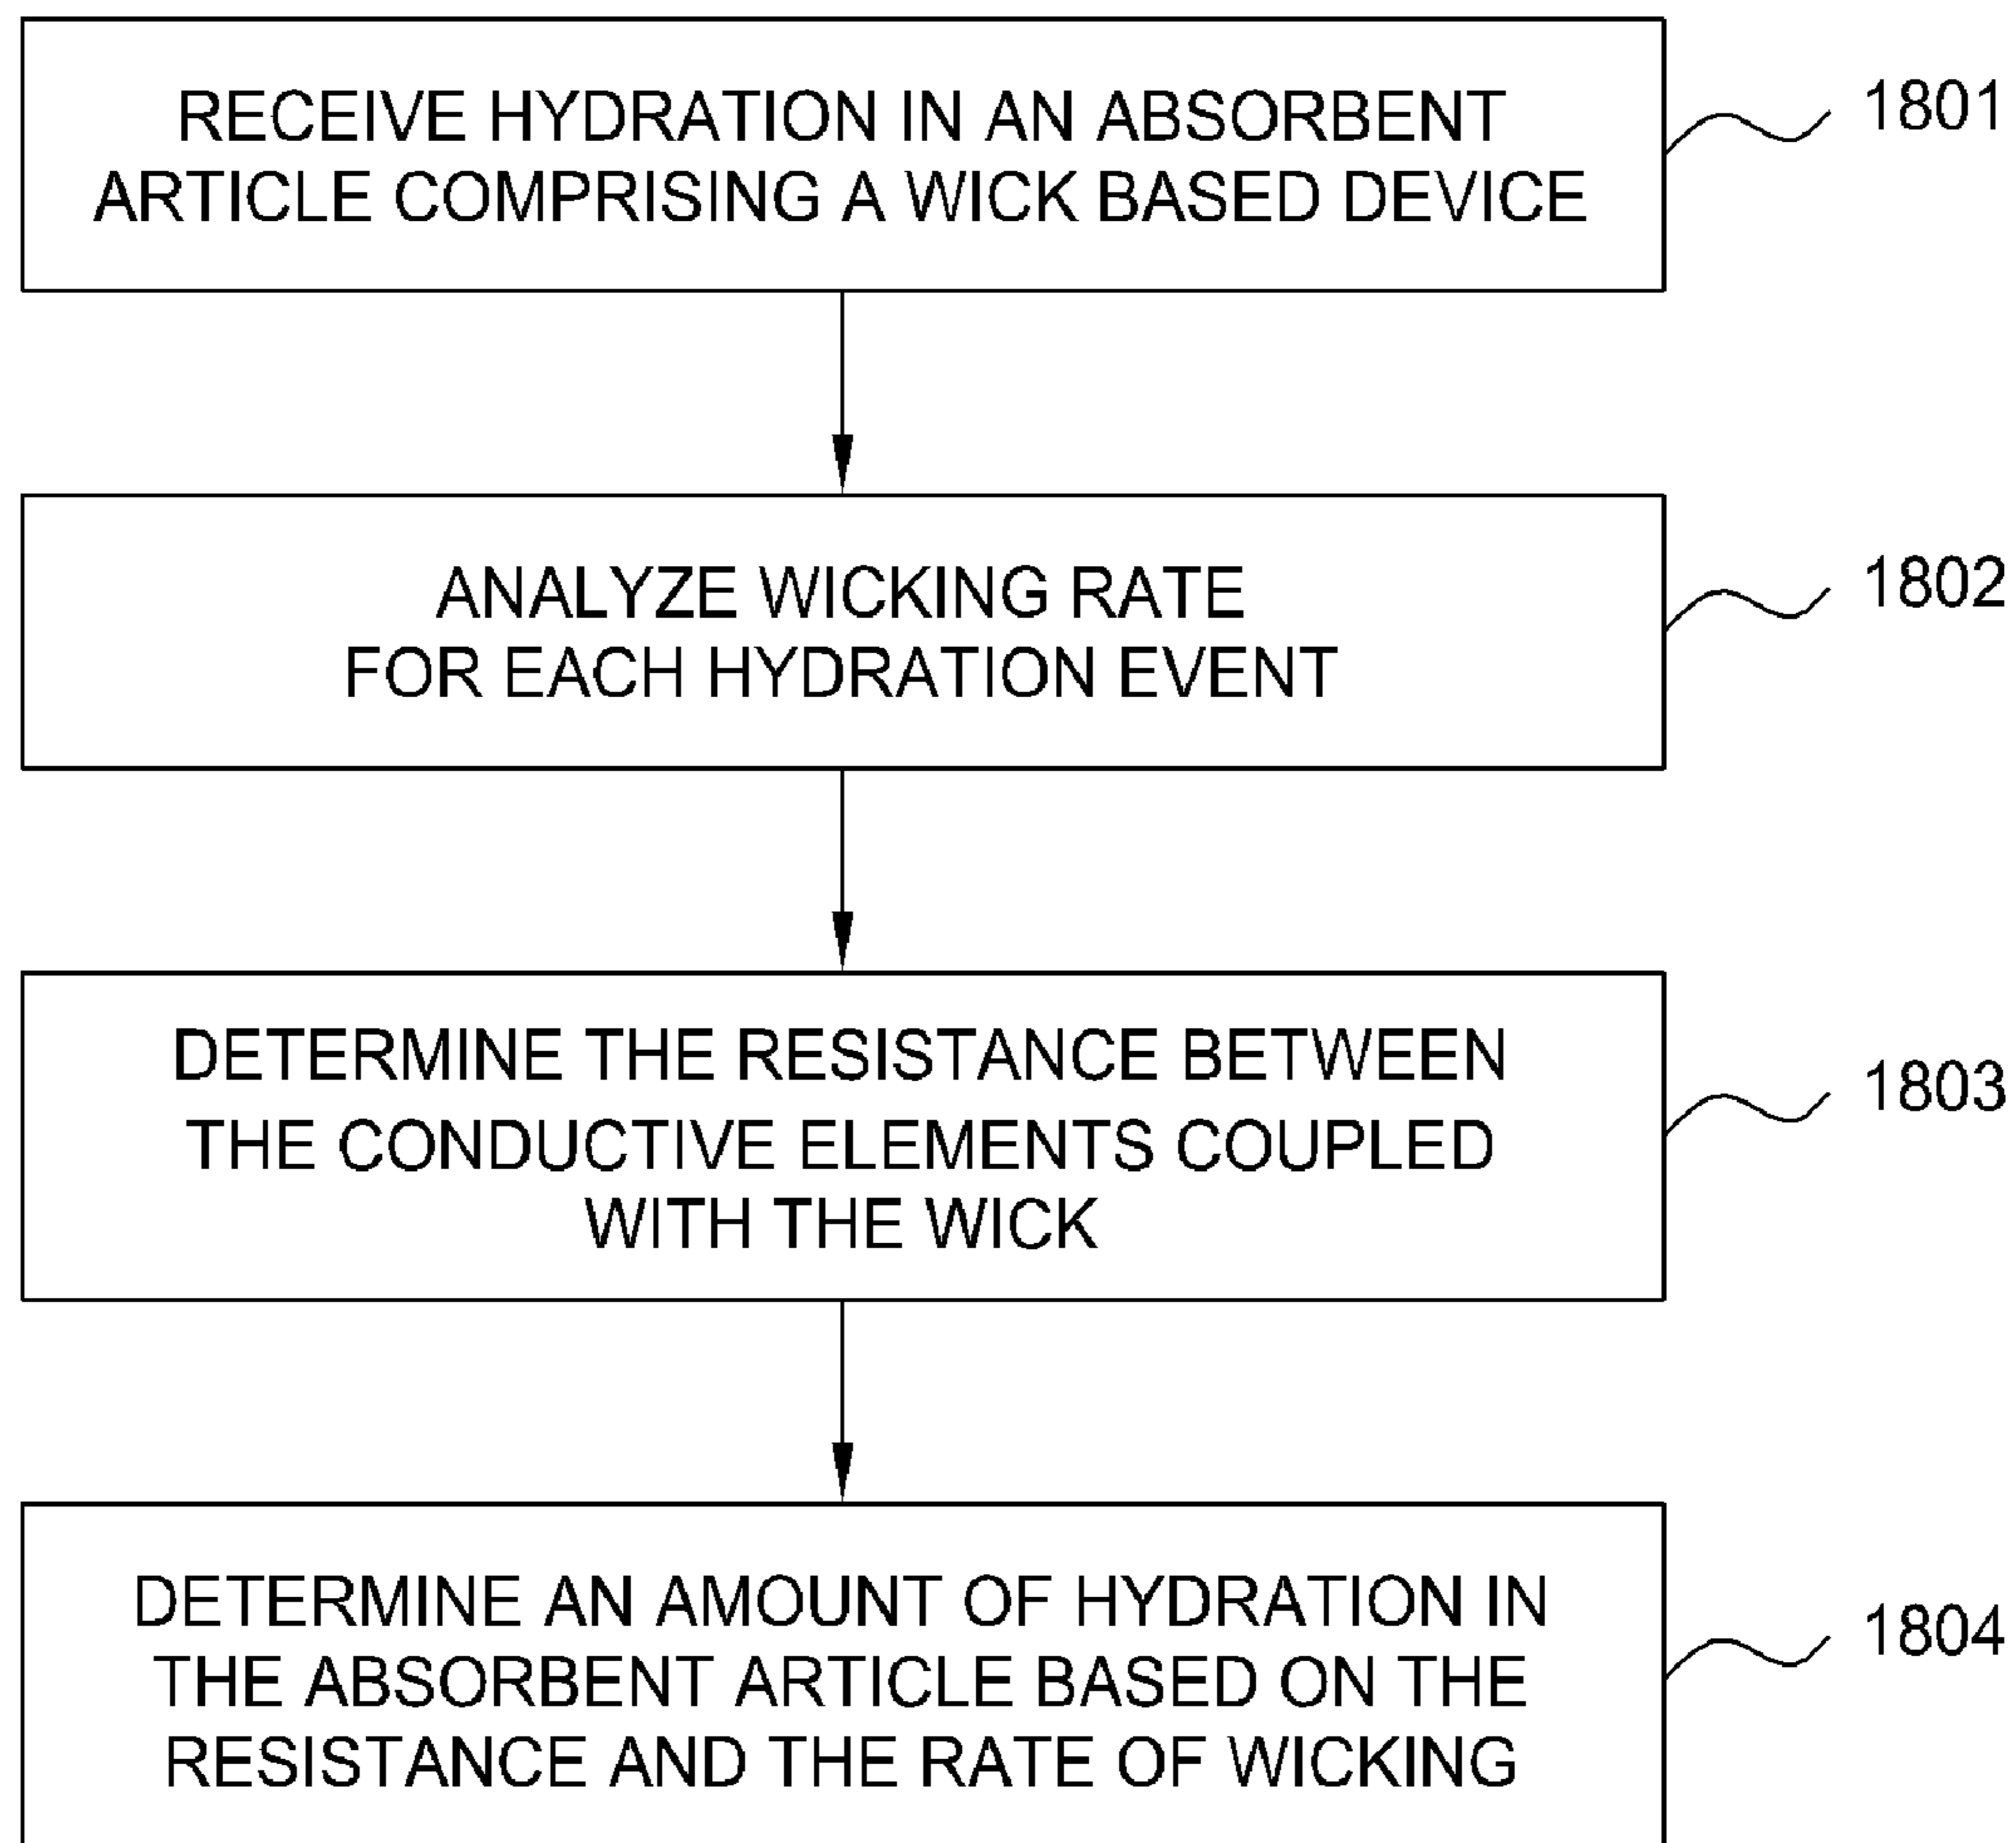 RECEIVE HYDRATION IN AN ABSORBENT
ARTICLE COMPRISING A WICK BASED DEVICE
1801
ANALYZE WICKING RATE
FOR EACH HYDRATION EVENT
1802
DETERMINE THE RESISTANCE BETWEEN
THE CONDUCTIVE ELEMENTS COUPLED
WITH THE WICK
1803
DETERMINE AN AMOUNT OF HYDRATION IN
THE ABSORBENT ARTICLE BASED ON THE
RESISTANCE AND THE RATE OF WICKING
1804